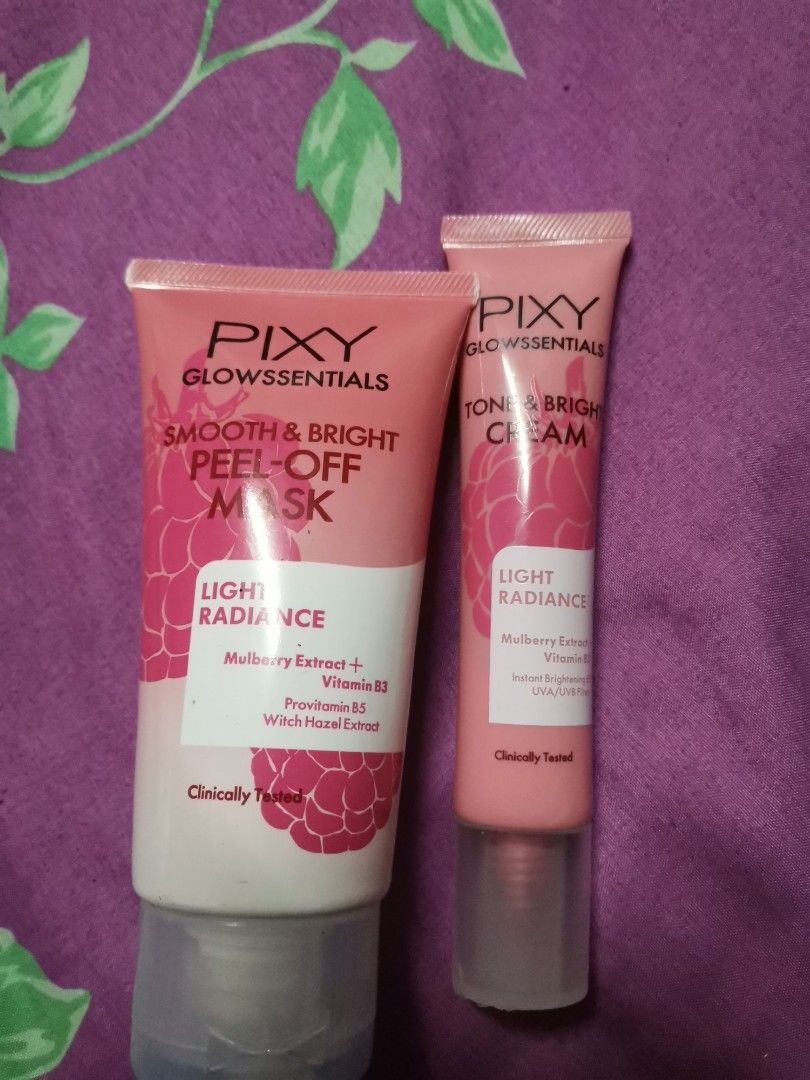 PIXY
GLOWSSENTIALS
SMOOTH & BRIGHT
PEEL-OFF
MASK
LIGHT
RADIANCE
Mulberry Extract +
Vitamin B3
Provitamin B5
Witch Hazel Extract
Clinically Tested
PIXY
GLOWSSENTIALS
TONE & BRIGHT
CREAM
LIGHT
RADIANCE
Mulberry Extract
Vitamin B3
Instant Brightening
UVA/UVB
Clinically Tested